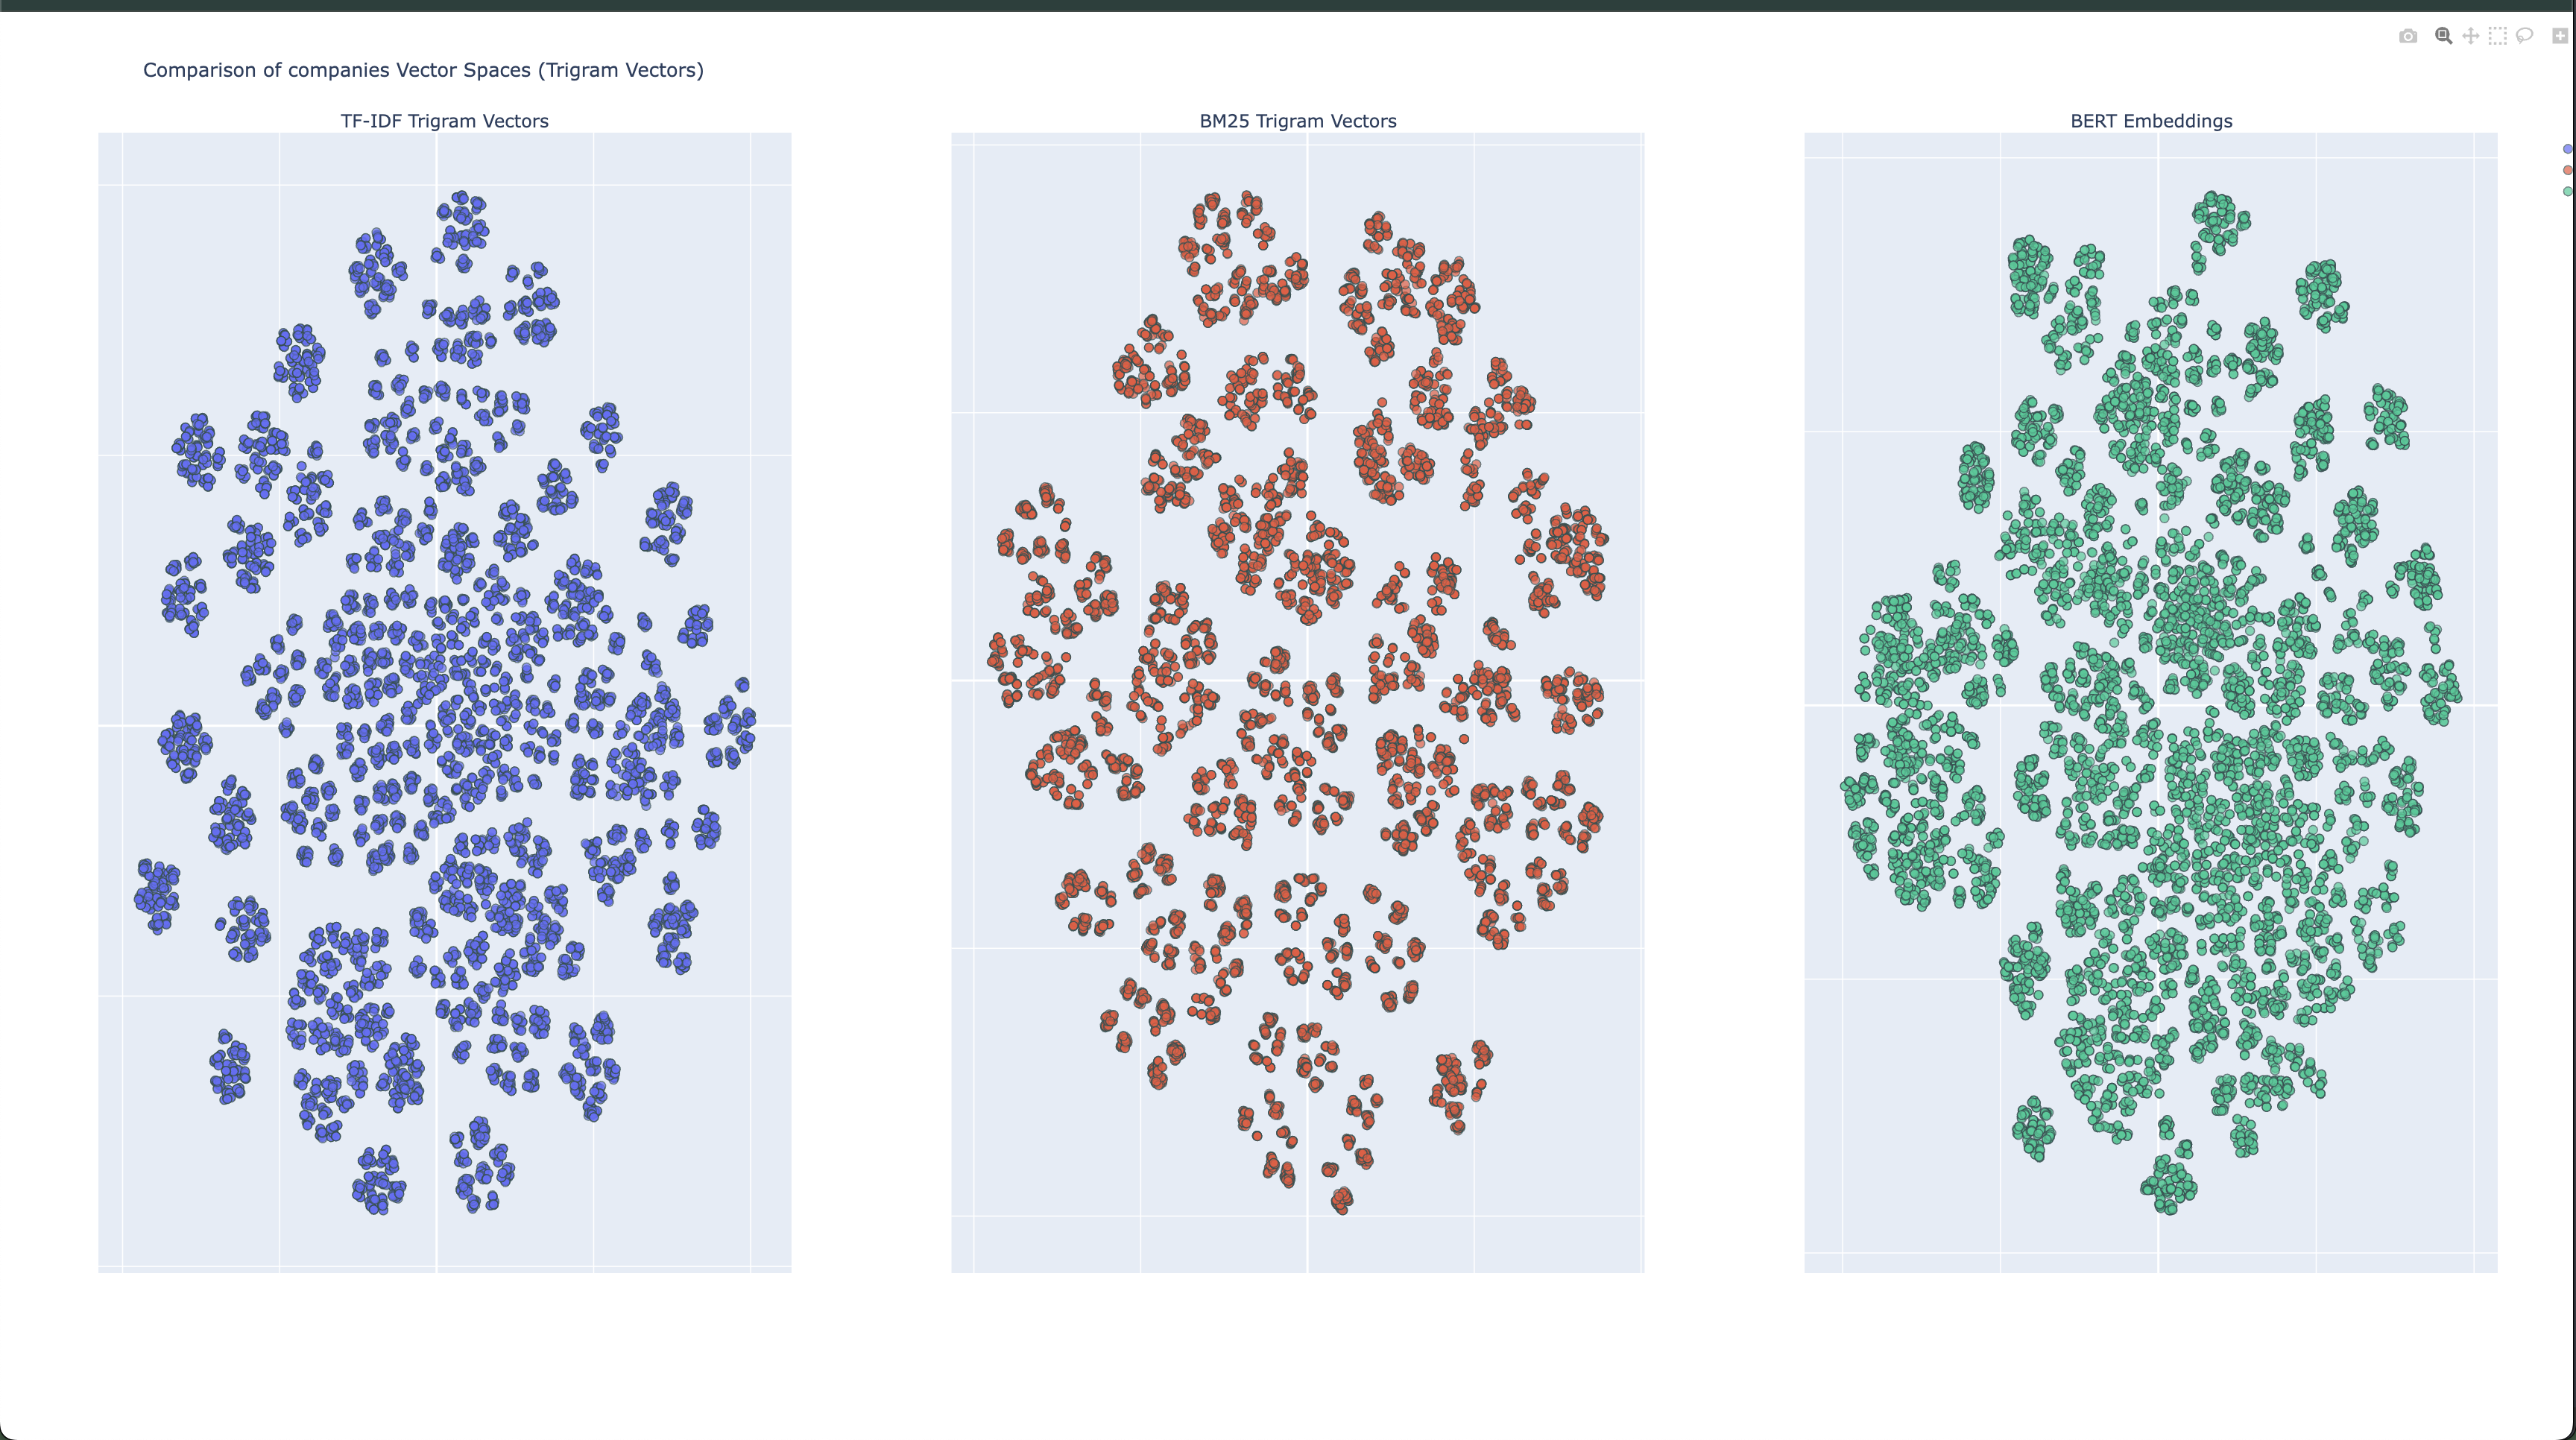 Comparison of companies Vector Spaces (Trigram Vectors)
TF-IDF Trigram Vectors
BM25 Trigram Vectors
BERT Embeddings